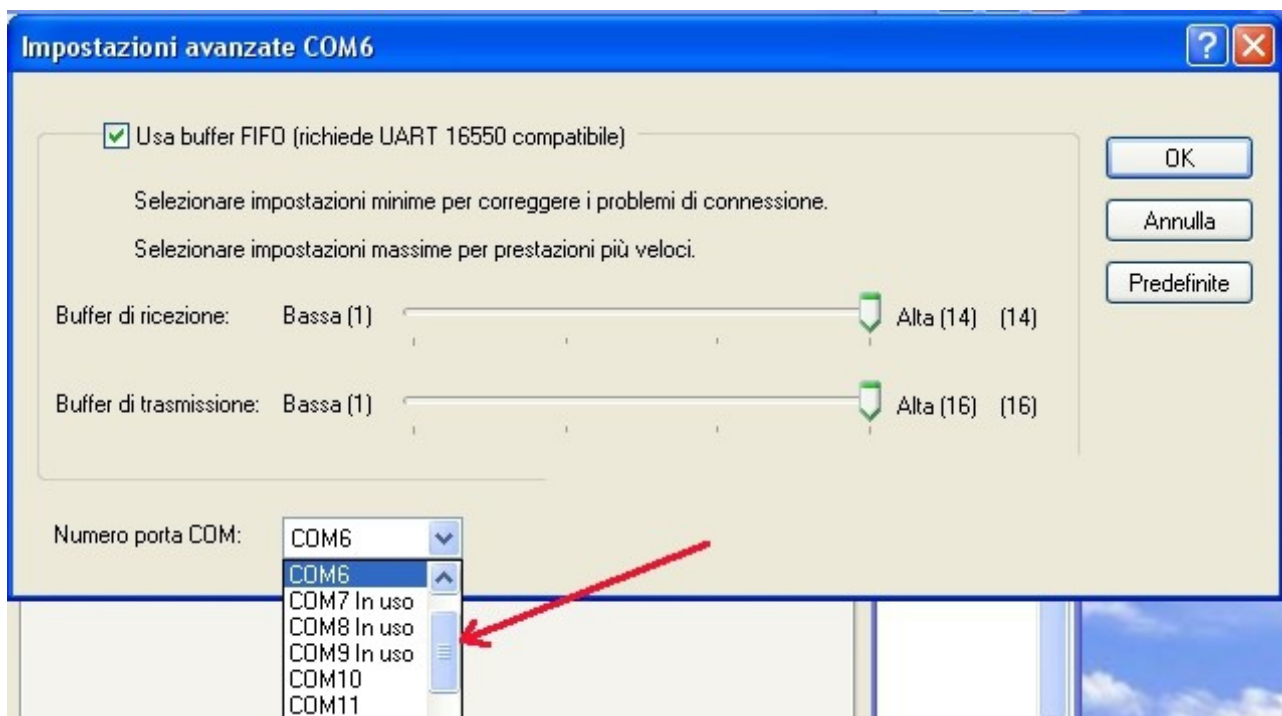 Impostazioni avanzate COM6
Usa buffer FIFO (richiede UART 16550 compatibile)
OK
Selezionare impostazioni minime per correggere i problemi di connessione.
Annulla
Selezionare impostazioni massime per prestazioni più veloci.
Predefinite
Buffer di ricezione: Bassa (1) Alta (14) (14)
Buffer di trasmissione: Bassa (1) Alta (16) (16)
Numero porta COM: COM6
COM6
COM7 In uso
COM8 In uso
COM9 In uso
COM10
COM11